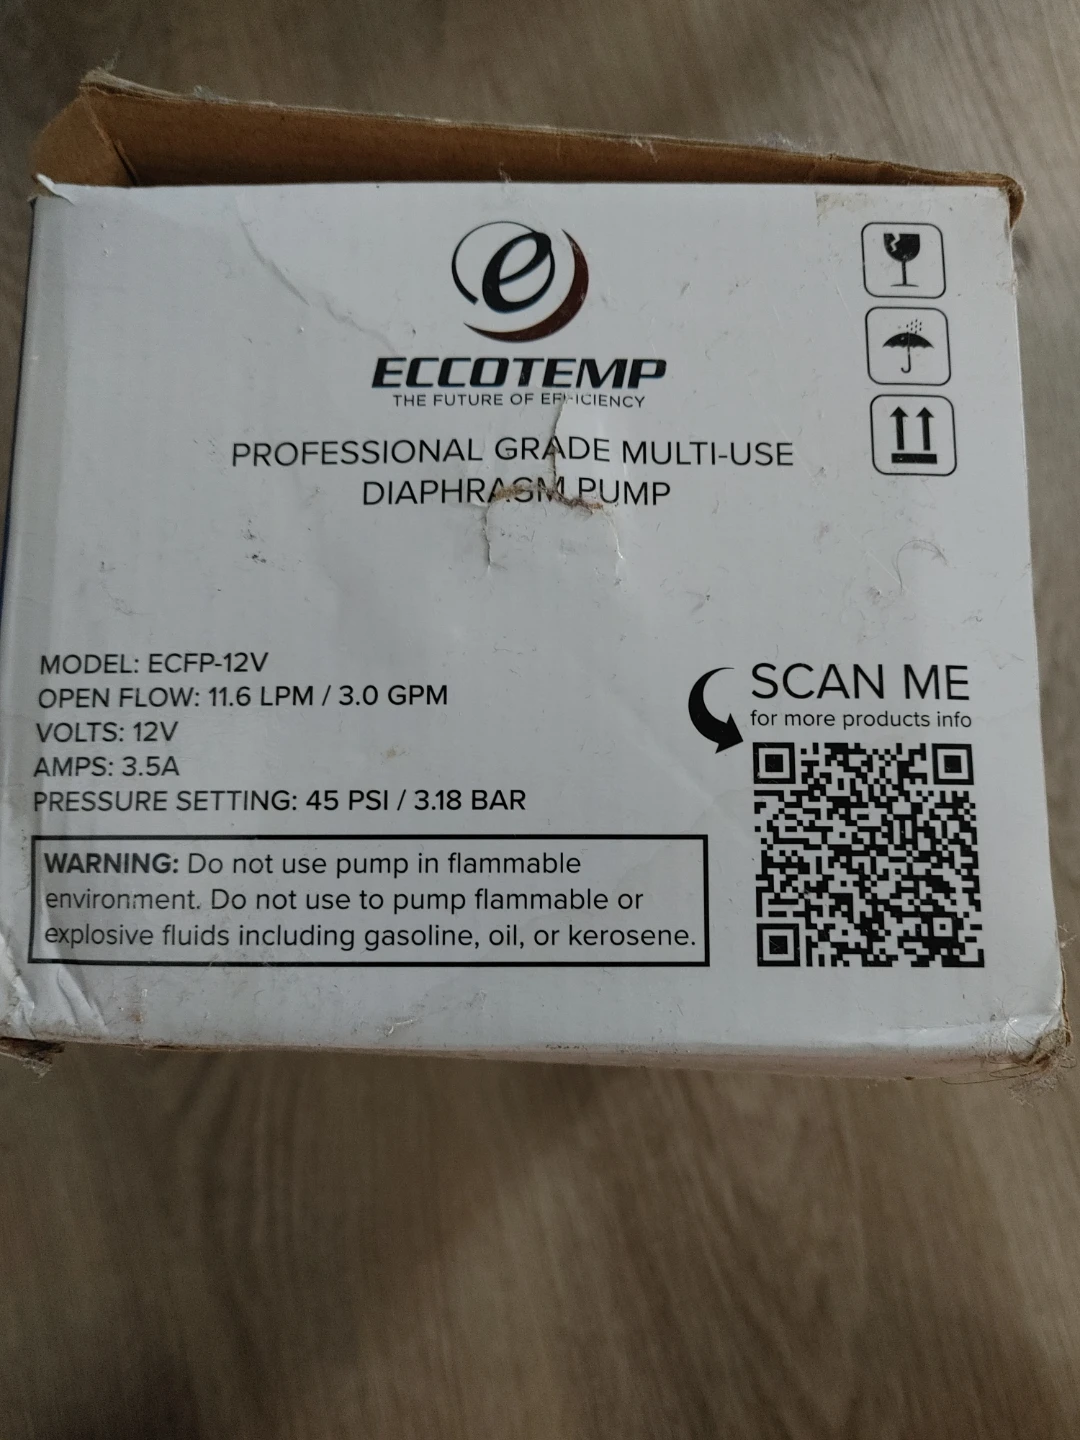 e
ECCOTEMP
THE FUTURE OF EFFICIENCY
PROFESSIONAL GRADE MULTI-USE
DIAPHRAGM PUMP
MODEL: ECFP-12V
OPEN FLOW: 11.6 LPM / 3.0 GPM
VOLTS: 12V
AMPS: 3.5A
PRESSURE SETTING: 45 PSI / 3.18 BAR
WARNING: Do not use pump in flammable
environment. Do not use to pump flammable or
explosive fluids including gasoline, oil, or kerosene.
SCAN ME
for more products info